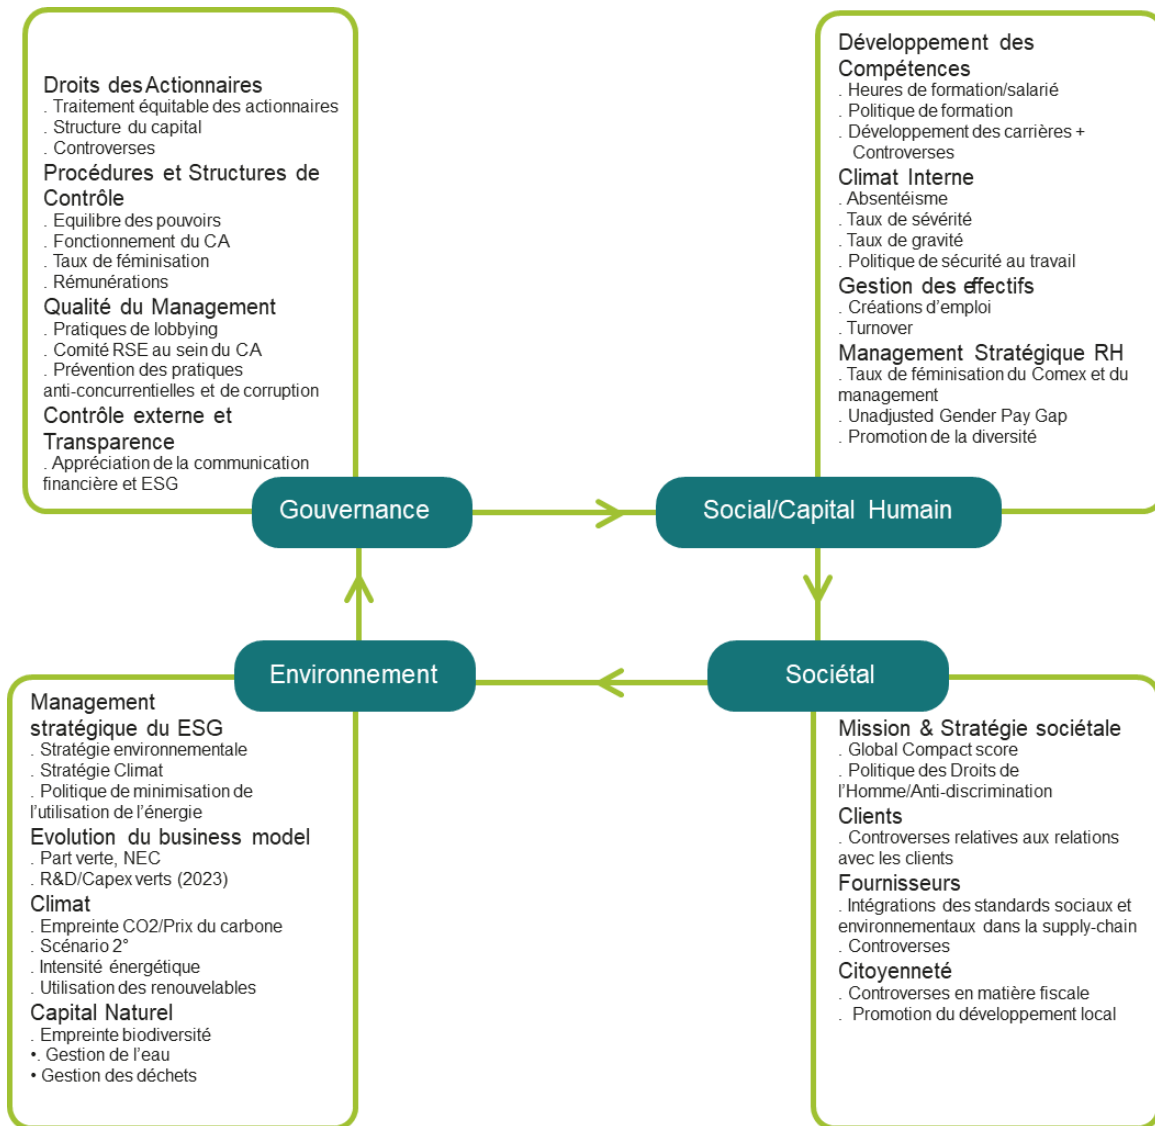 Droits des Actionnaires
. Traitement équitable des actionnaires
. Structure du capital
. Controverses
Procédures et Structures de
Contrôle
. Equilibre des pouvoirs
. Fonctionnement du CA
. Taux de féminisation
. Rémunérations
Qualité du Management
. Pratiques de lobbying
. Comité RSE au sein du CA
. Prévention des pratiques
anti-concurrentielles et de corruption
Contrôle externe et
Transparence
. Appréciation de la communication
financière et ESG
Gouvernance
Développement des
Compétences
. Heures de formation/salarié
. Politique de formation
. Développement des carrières +
Controverses
Climat Interne
. Absentéisme
. Taux de sévérité
. Taux de gravité
. Politique de sécurité au travail
Gestion des effectifs
. Créations d'emploi
. Turnover
Management Stratégique RH
. Taux de féminisation du Comex et du
management
. Unadjusted Gender Pay Gap
. Promotion de la diversité
Social/Capital Humain
Environnement
Management
stratégique du ESG
. Stratégie environnementale
. Stratégie Climat
. Politique de minimisation de
l'utilisation de l'énergie
Evolution du business model
. Part verte, NEC
. R&D/Capex verts (2023)
Climat
. Empreinte CO2/Prix du carbone
. Scénario 2°
. Intensité énergétique
. Utilisation des renouvelables
Capital Naturel
. Empreinte biodiversité
•. Gestion de l'eau
• Gestion des déchets
Sociétal
Mission & Stratégie sociétale
. Global Compact score
. Politique des Droits de
l'Homme/Anti-discrimination
Clients
. Controverses relatives aux relations
avec les clients
Fournisseurs
. Intégrations des standards sociaux et
environnementaux dans la supply-chain
. Controverses
Citoyenneté
. Controverses en matière fiscale
. Promotion du développement local